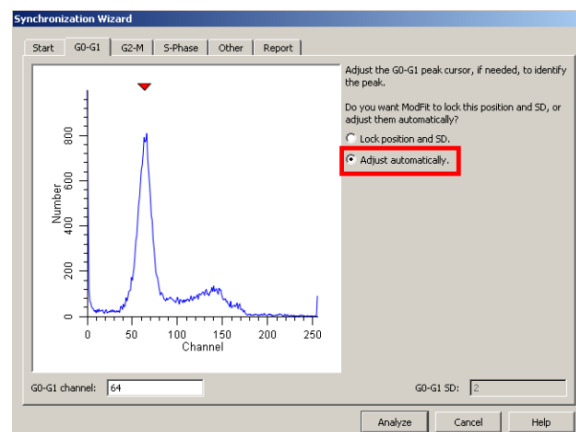 Synchronization Wizard
Start G0-G1 G2-M S-Phase Other Report
Adjust the G0-G1 peak cursor, if needed, to identify
the peak.
Do you want ModFit to lock this position and SD, or
adjust them automatically?
Lock position and SD.
Adjust automatically.
Number
800
600
400
200
0
0 50 100 150 200 250
Channel
G0-G1 channel: 64
G0-G1 SD: 2
Analyze Cancel Help